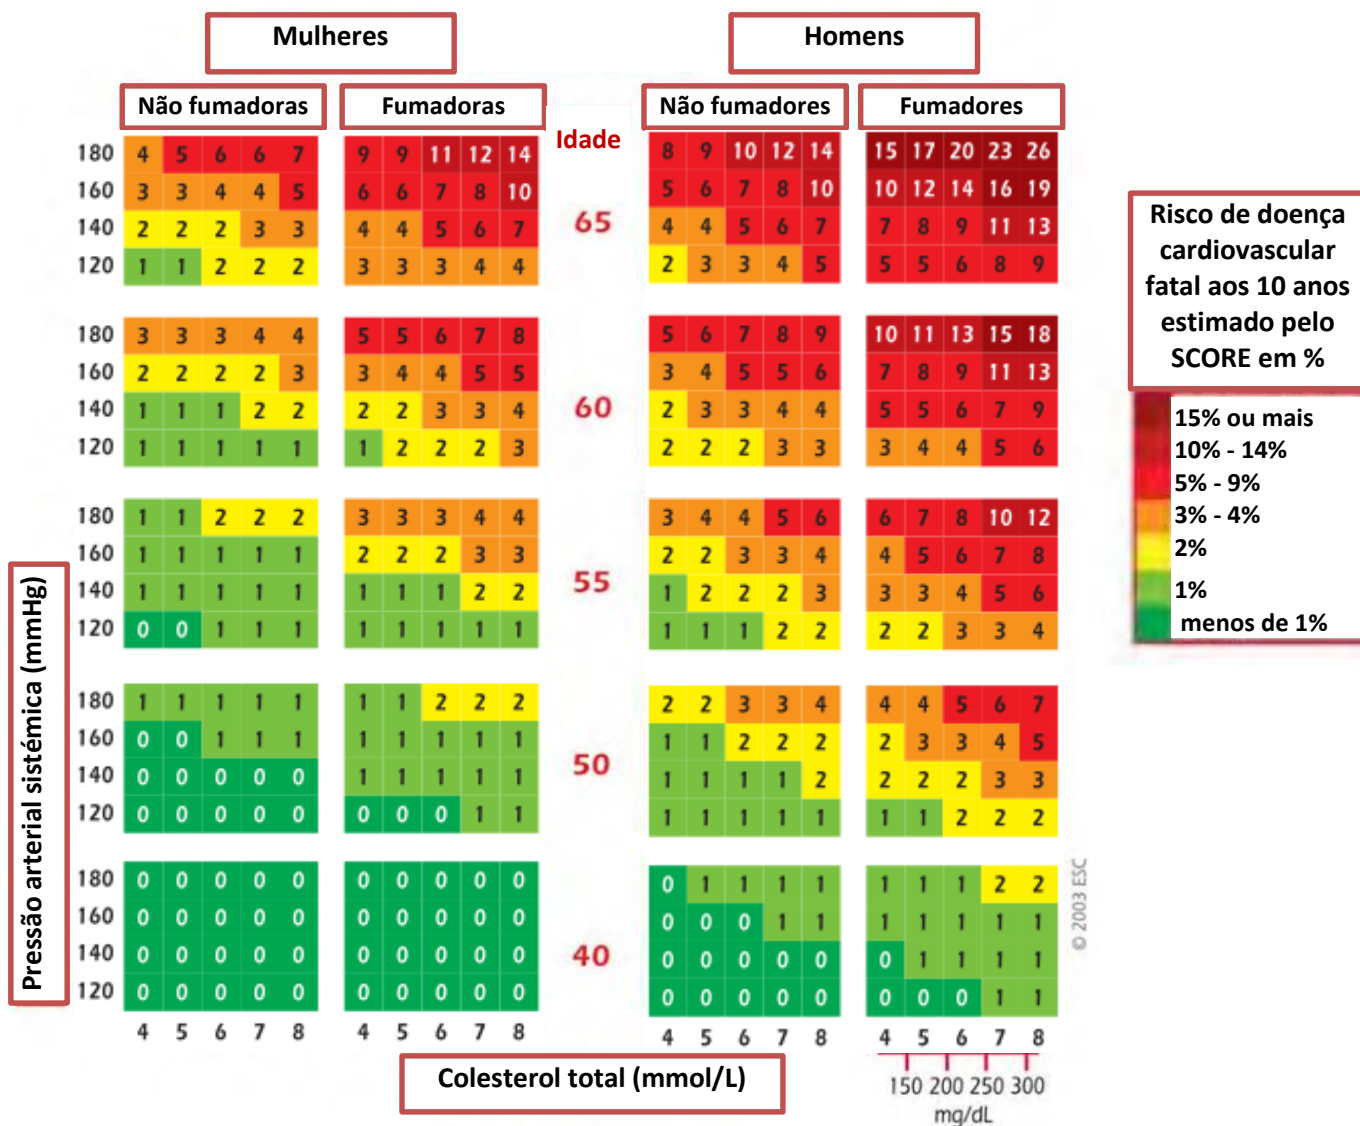 Mulheres
Homens
Não fumadoras
Fumadoras
Idade
Não fumadores
Fumadores
180 4 5 6 6 7 9 9 11 12 14 8 9 10 12 14 15 17 20 23 26
160 3 3 4 4 5 6 6 7 8 10 5 6 7 8 10 10 12 14 16 19
65
140 2 2 2 3 3 4 4 5 6 7 4 4 5 6 7 7 8 9 11 13
120 1 1 2 2 2 3 3 3 4 4 2 3 3 4 5 5 5 6 8 9
180 3 3 3 4 4 5 5 6 7 8 5 6 7 8 9 10 11 13 15 18
160 2 2 2 2 3 3 4 4 5 5 3 4 5 5 6 7 8 9 11 13
60
140 1 1 1 2 2 2 2 3 3 4 2 3 3 4 4 5 5 6 7 9
120 1 1 1 1 1 1 2 2 2 3 2 2 2 3 3 3 4 4 5 6
180 1 1 2 2 2 3 3 3 4 4 3 4 4 5 6 6 7 8 10 12
160 1 1 1 1 1 2 2 2 3 3 2 2 3 3 4 4 5 6 7 8
55
140 1 1 1 1 1 1 1 1 2 2 1 2 2 2 3 3 3 4 5 6
120 0 0 1 1 1 1 1 1 1 1 1 1 1 2 2 2 2 3 3 4
180 1 1 1 1 1 1 1 2 2 2 2 2 3 3 4 4 4 5 6 7
160 0 0 1 1 1 1 1 1 1 1 1 1 2 2 2 2 3 3 4 5
50
140 0 0 0 0 0 1 1 1 1 1 1 1 1 1 2 2 2 2 3 3
120 0 0 0 0 0 0 0 0 1 1 1 1 1 1 1 1 1 2 2 2
180 0 0 0 0 0 0 0 0 0 0 0 1 1 1 1 1 1 1 2 2
160 0 0 0 0 0 0 0 0 0 0 0 0 0 1 1 1 1 1 1 1
40
140 0 0 0 0 0 0 0 0 0 0 0 0 0 0 0 0 1 1 1 1
120 0 0 0 0 0 0 0 0 0 0 0 0 0 0 0 0 0 0 1 1
4 5 6 7 8 4 5 6 7 8 4 5 6 7 8 4 5 6 7 8
Pressão arterial sistémica (mmHg)
Colesterol total (mmol/L)
150 200 250 300
mg/dL
© 2003 ESC
Risco de doença
cardiovascular
fatal aos 10 anos
estimado pelo
SCORE em %
15% ou mais
10% - 14%
5% - 9%
3% - 4%
2%
1%
menos de 1%